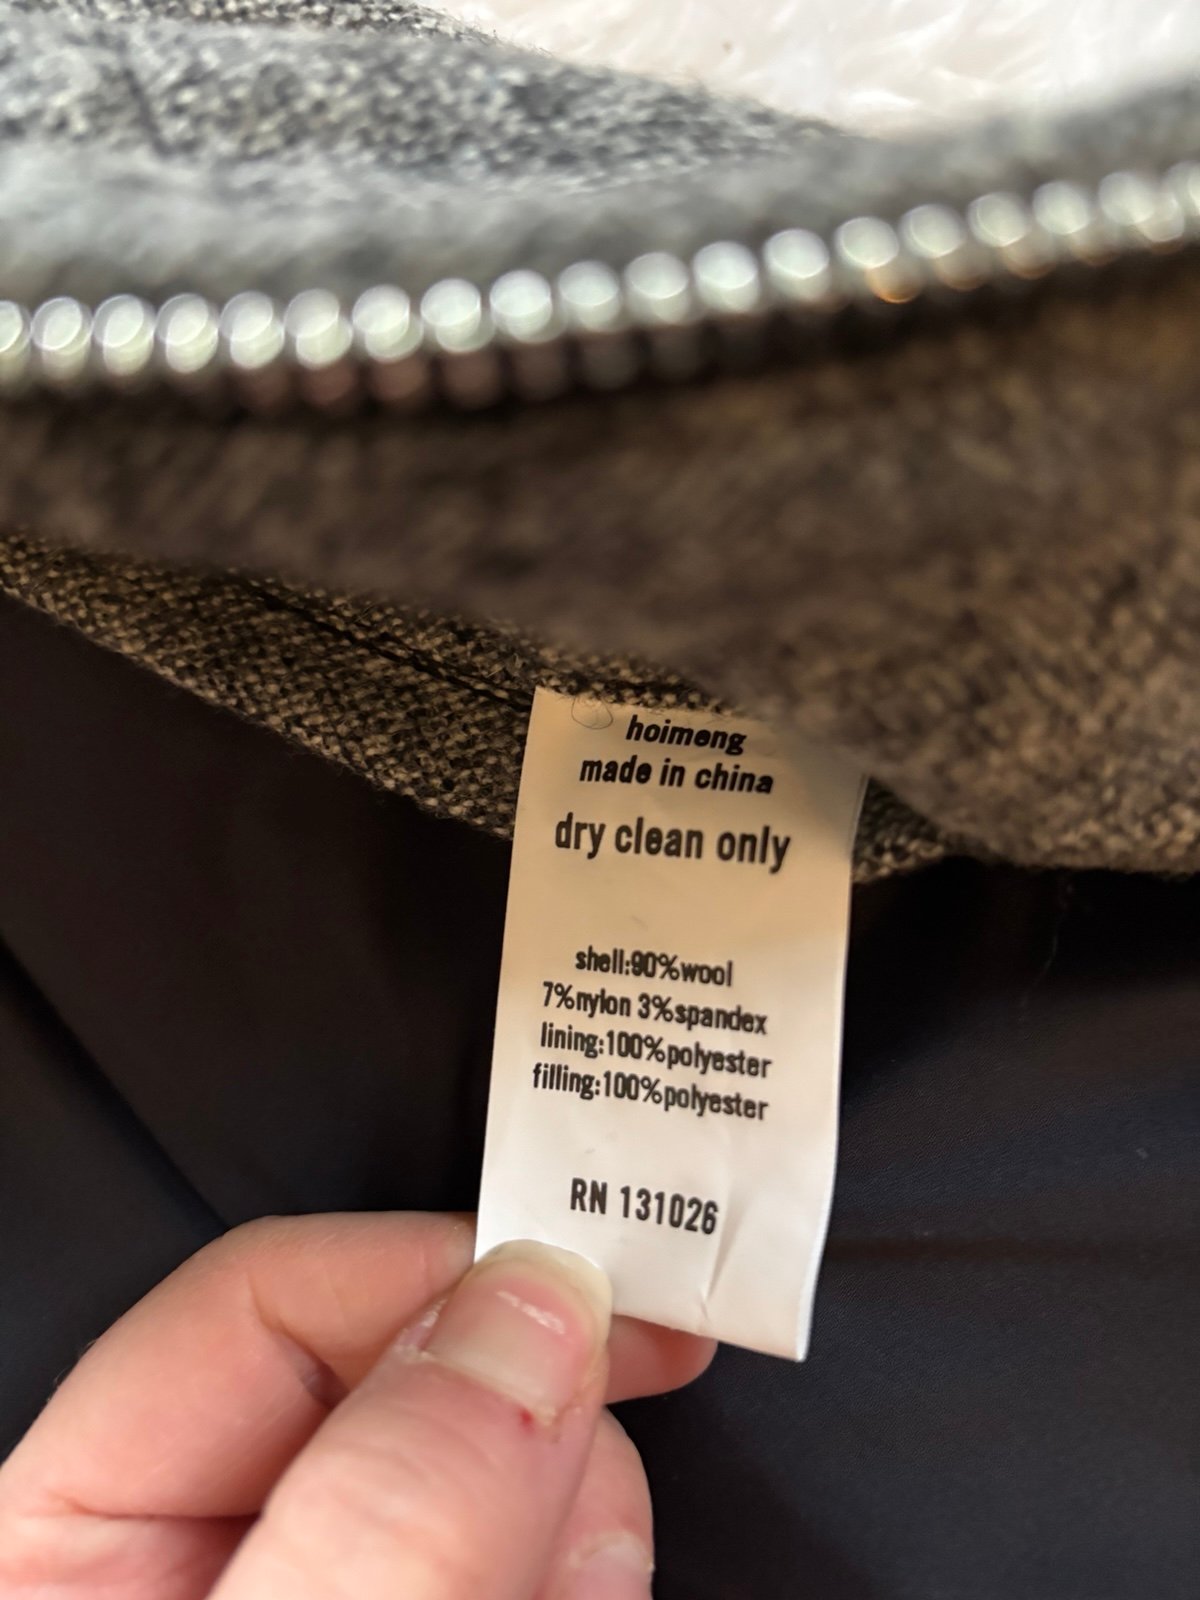 hoimeng
made in china
dry clean only
shell:90%wool
7%nylon 3%spandex
lining:100%polyester
filling:100%polyester
RN 131026